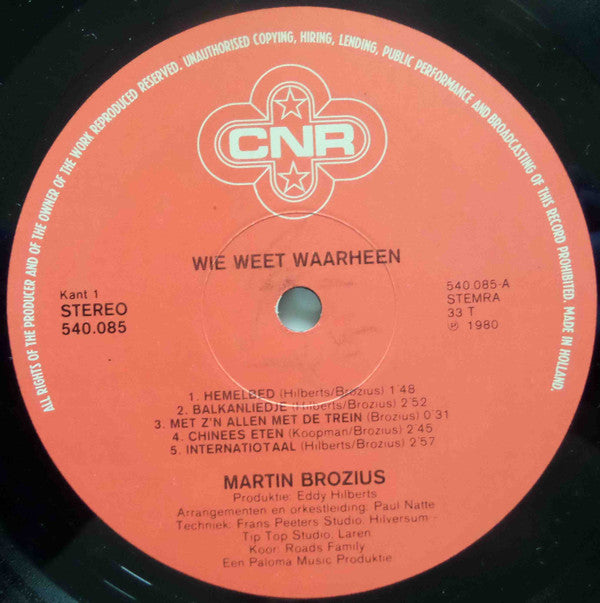 ALL RIGHTS OF THE PRODUCER AND OF THE OWNER OF THE WORK REPRODUCED RESERVED. UNAUTHORISED COPYING, HIRING, LENDING, PUBLIC PERFORMANCE AND BROADCASTING OF THIS RECORD PROHIBITED. MADE IN HOLLAND.
CNR
WIE WEET WAARHEEN
Kant 1
STEREO
540.085
540.085-A
STEMRA
33 T
℗ 1980
1. HEMELBED (Hilberts/Brozius) 1'48
2. BALKANLIEDJE (Hilberts/Brozius) 2'52
3. MET Z'N ALLEN MET DE TREIN (Brozius) 0'31
4. CHINEES ETEN (Koopman/Brozius) 2'45
5. INTERNATIOTAAL (Hilberts/Brozius) 2'57
MARTIN BROZIUS
Produktie: Eddy Hilberts
Arrangementen en orkestleiding: Paul Natte
Techniek: Frans Peeters Studio, Hilversum -
Tip Top Studio, Laren
Koor: Roads Family
Een Paloma Music Produktie